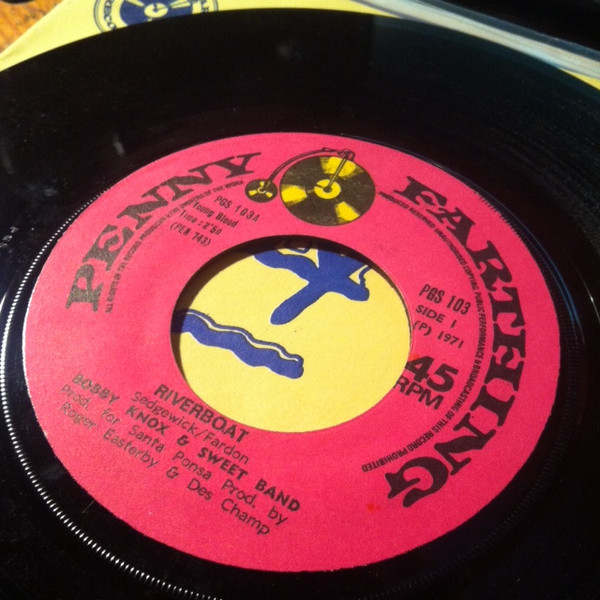 PENNY FARTHING
PGS 103A
Young Blood
Time: 2'50
(PEN 743)
PGS 103
SIDE 1
(P) 1971
45
RPM
RIVERBOAT
Sedgewick/Fardon
BOBBY KNOX & SWEET BAND
Prod. for Santa Ponsa Prod. by
Roger Easterby & Des Champ